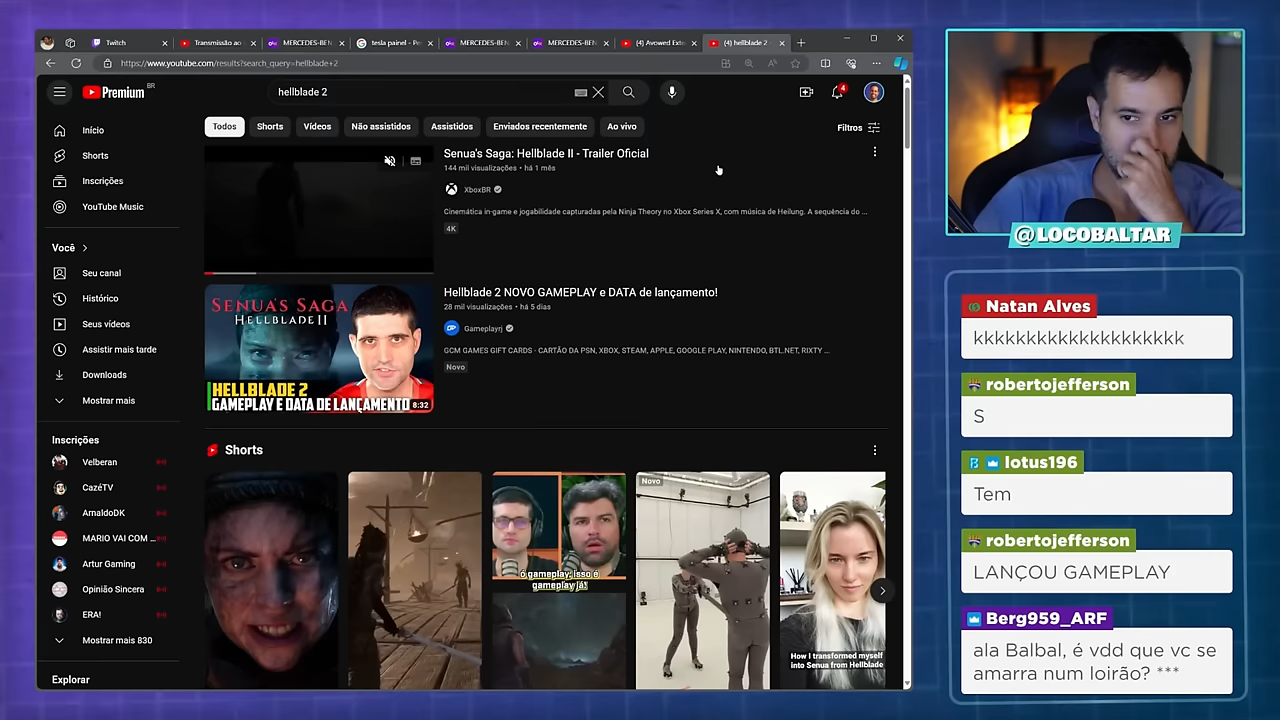 Twitch
Transmissão ao
MERCEDES-BEN
tesla painel - Pe
MERCEDES-BEN
MERCEDES-BEN
(4) Avowed Exte
(4) hellblade 2
https://www.youtube.com/results?search_query=hellblade+2
Premium BR
hellblade 2
4
Todos
Shorts
Vídeos
Não assistidos
Assistidos
Enviados recentemente
Ao vivo
Filtros
Início
Shorts
Inscrições
YouTube Music
Você
Seu canal
Histórico
Seus vídeos
Assistir mais tarde
Downloads
Mostrar mais
Inscrições
Velberan
CazéTV
ArnaldoDK
MARIO VAI COM ...
Artur Gaming
Opinião Sincera
ERA!
Mostrar mais 830
Explorar
Senua's Saga: Hellblade II - Trailer Oficial
144 mil visualizações • há 1 mês
XboxBR
Cinemática in-game e jogabilidade capturadas pela Ninja Theory no Xbox Series X, com música de Heilung. A sequência do ...
4K
SENUA'S SAGA
HELLBLADE II
HELLBLADE 2
GAMEPLAY E DATA DE LANÇAMENTO
8:32
Hellblade 2 NOVO GAMEPLAY e DATA de lançamento!
28 mil visualizações • há 5 dias
Gameplayrj
GCM GAMES GIFT CARDS - CARTÃO DA PSN, XBOX, STEAM, APPLE, GOOGLE PLAY, NINTENDO, BTL.NET, RIXTY ...
Novo
Shorts
ó gameplay, isso é
gameplay já!
Novo
How I transformed myself
into Senua from Hellblade
@LOCOBALTAR
Natan Alves
kkkkkkkkkkkkkkkkkkkk
robertojefferson
S
lotus196
Tem
robertojefferson
LANÇOU GAMEPLAY
Berg959_ARF
ala Balbal, é vdd que vc se
amarra num loirão? ***